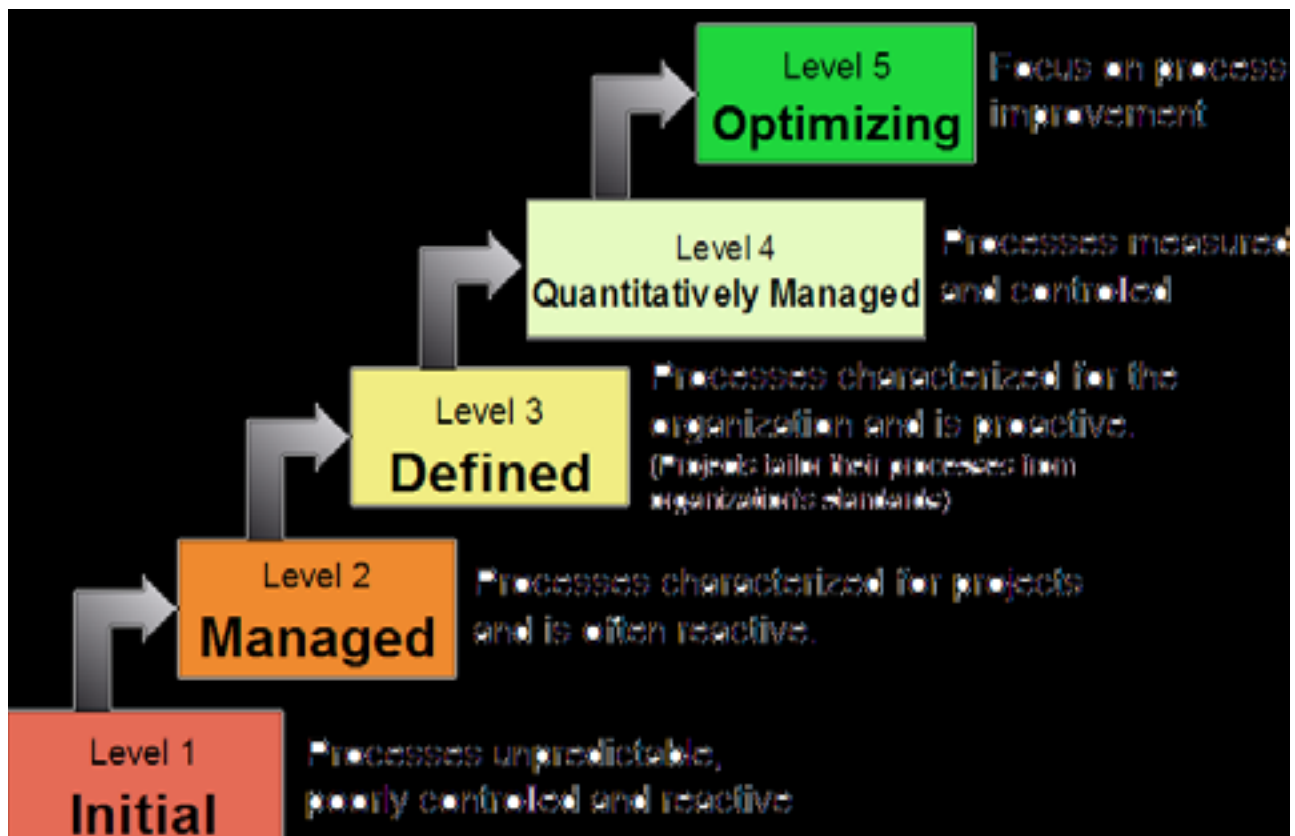 Level 5
Optimizing
Focus on process
improvement
Level 4
Quantitatively Managed
Processes measured
and controlled
Level 3
Defined
Processes characterized for the
organization and is proactive.
(Projects tailor their processes from
organization's standards)
Level 2
Managed
Processes characterized for projects
and is often reactive.
Level 1
Initial
Processes unpredictable,
poorly controlled and reactive